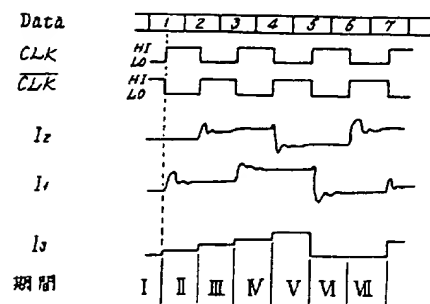 Data 1 2 3 4 5 6 7
CLK HI LO
CLK HI LO
I2
I1
I3
期間 I II III IV V VI VII